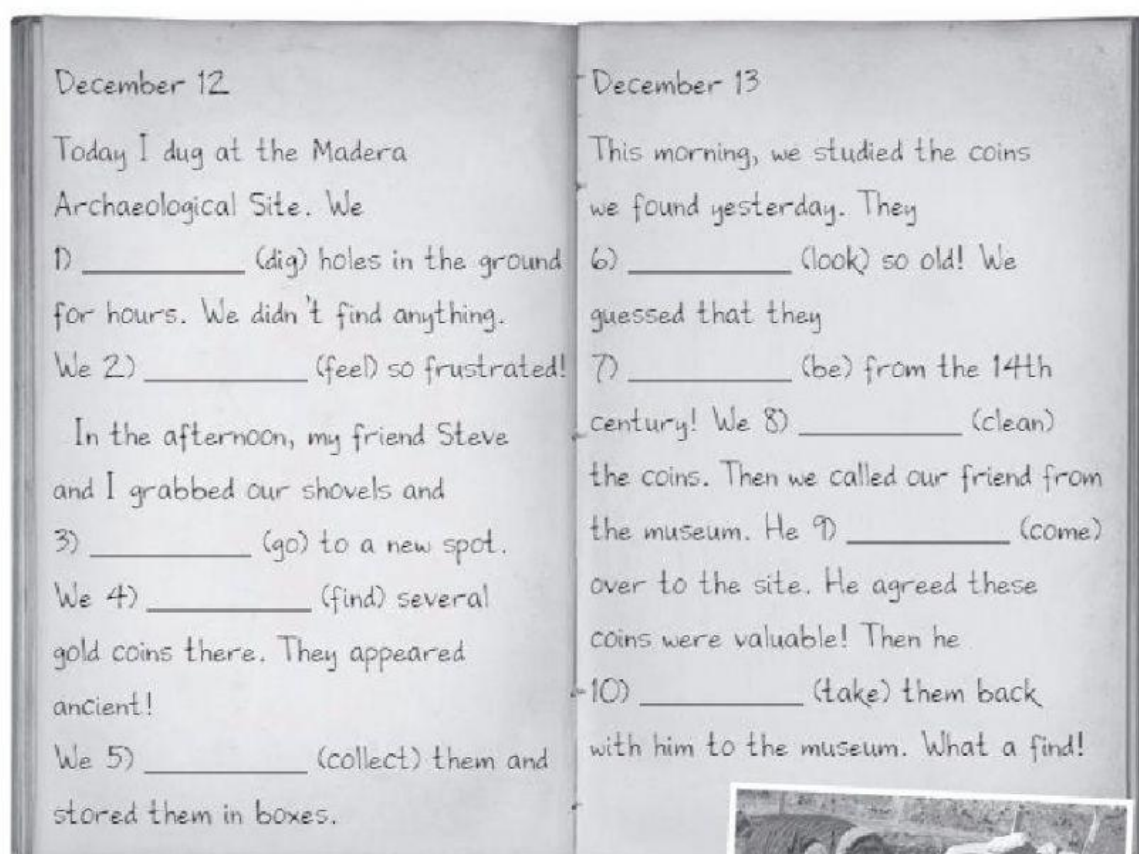 December 12
Today I dug at the Madera
Archaeological Site. We
1) __________ (dig) holes in the ground
for hours. We didn't find anything.
We 2) __________ (feel) so frustrated!
In the afternoon, my friend Steve
and I grabbed our shovels and
3) __________ (go) to a new spot.
We 4) __________ (find) several
gold coins there. They appeared
ancient!
We 5) __________ (collect) them and
stored them in boxes.
December 13
This morning, we studied the coins
we found yesterday. They
6) __________ (look) so old! We
guessed that they
7) __________ (be) from the 14th
century! We 8) __________ (clean)
the coins. Then we called our friend from
the museum. He 9) __________ (come)
over to the site. He agreed these
coins were valuable! Then he
10) __________ (take) them back
with him to the museum. What a find!